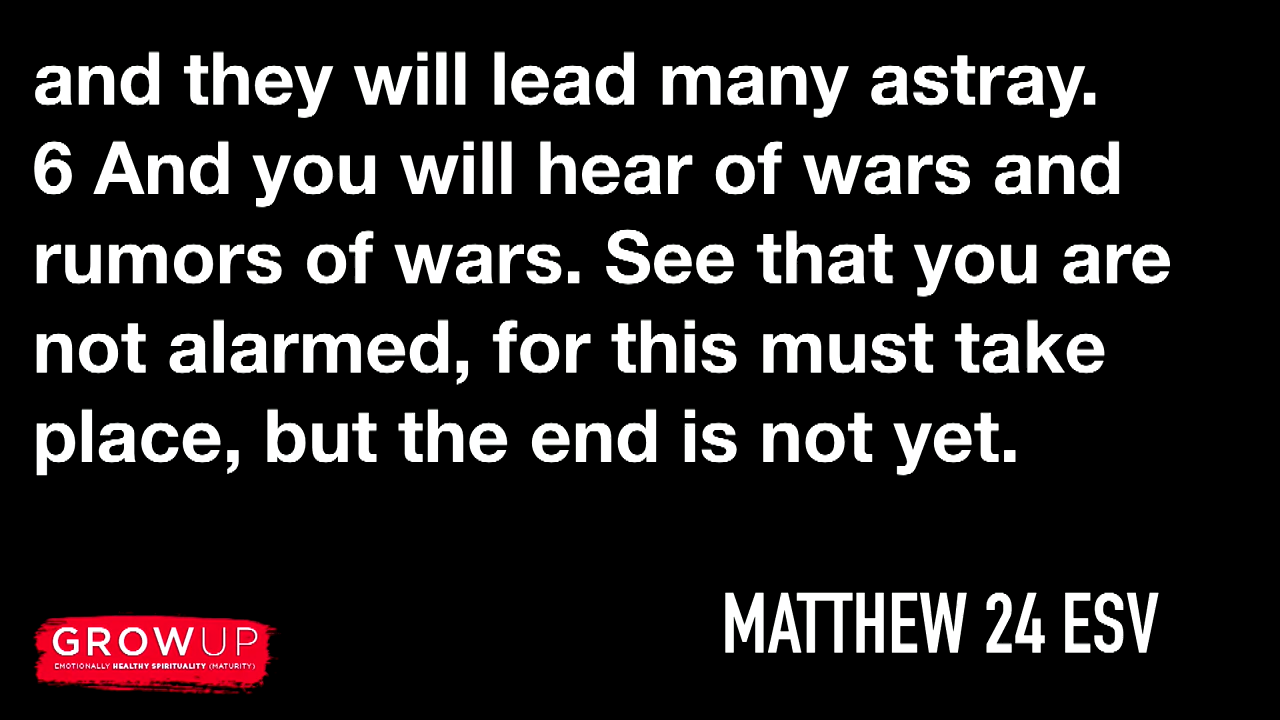 and they will lead many astray.
6 And you will hear of wars and
rumors of wars. See that you are
not alarmed, for this must take
place, but the end is not yet.
MATTHEW 24 ESV
GROWUP
EMOTIONALLY HEALTHY SPIRITUALITY (MATURITY)